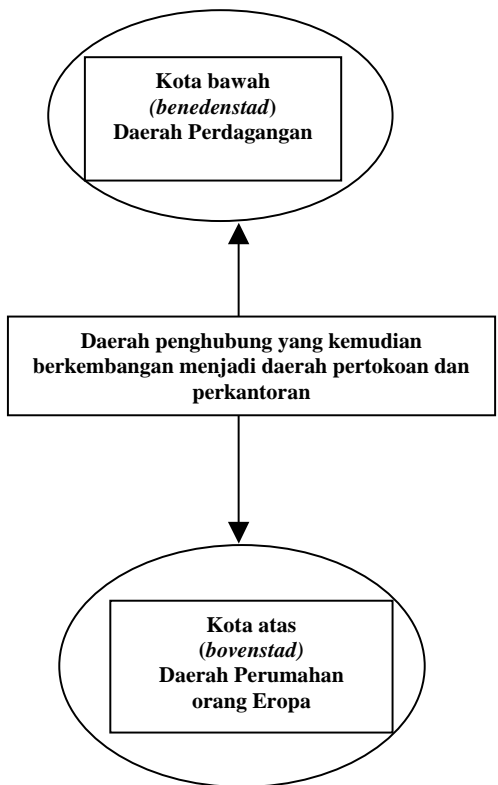 Kota bawah
(benedenstad)
Daerah Perdagangan
Daerah penghubung yang kemudian
berkembangan menjadi daerah pertokoan dan
perkantoran
Kota atas
(bovenstad)
Daerah Perumahan
orang Eropa